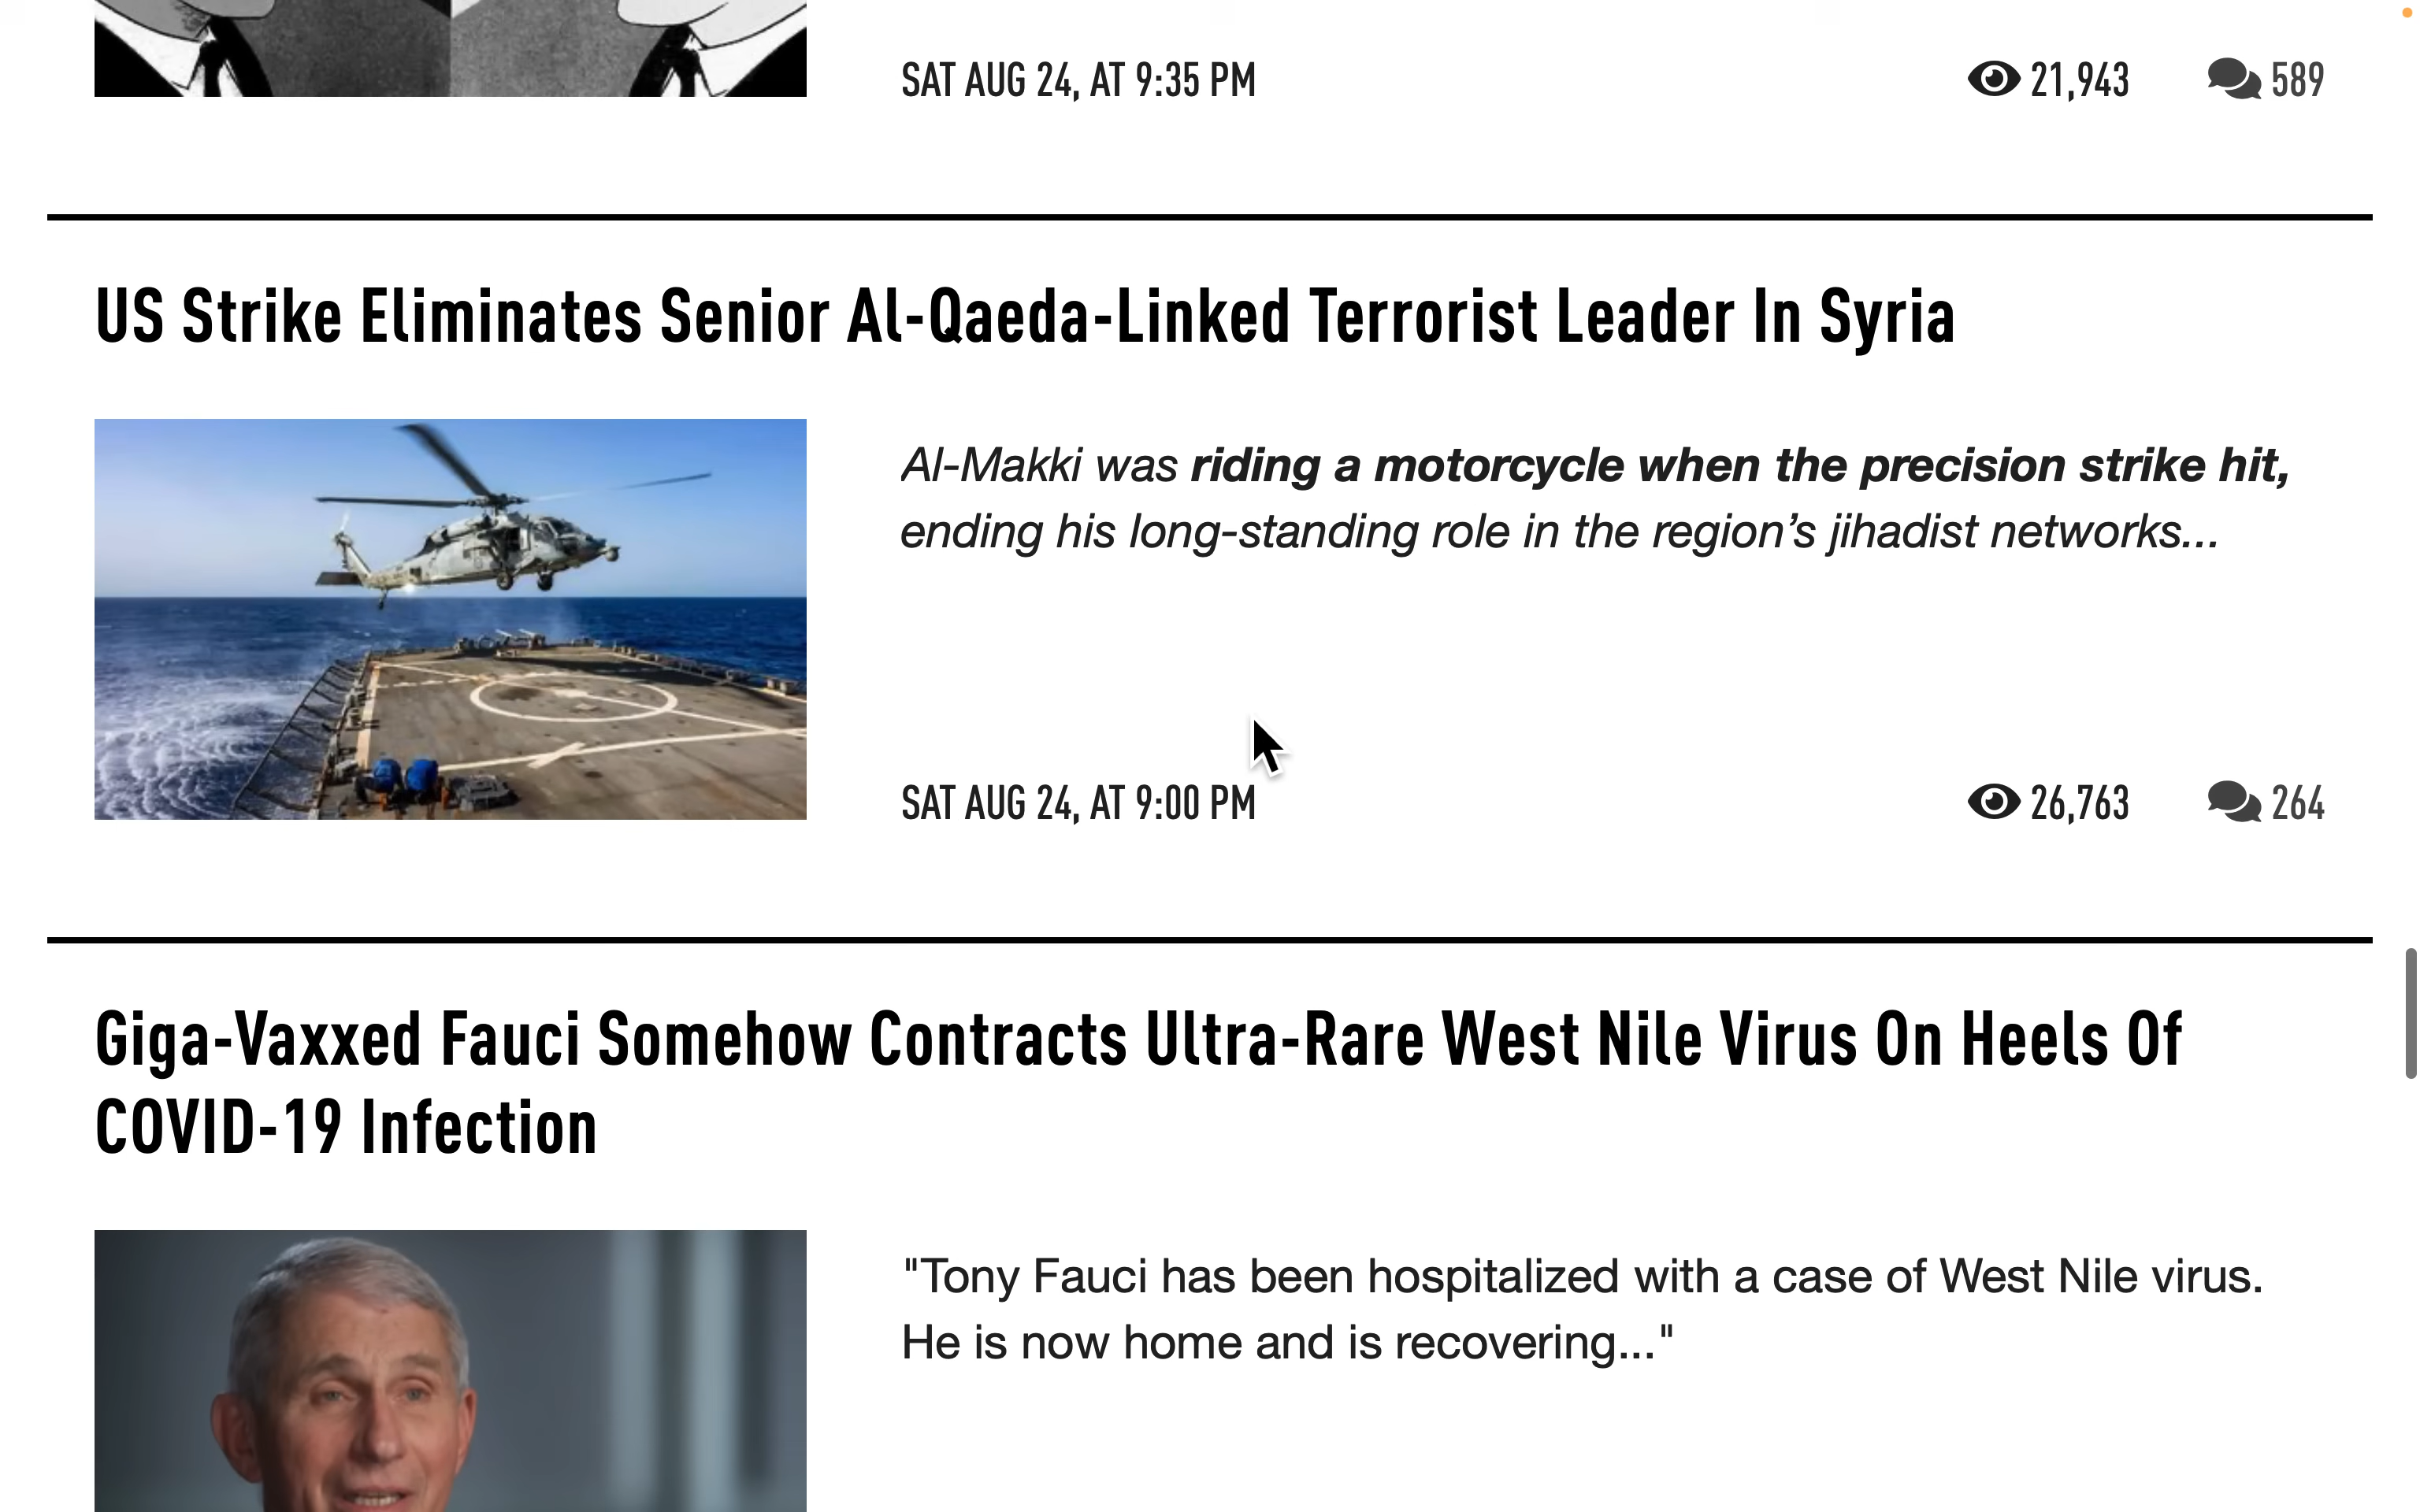 SAT AUG 24, AT 9:35 PM
21,943
589
US Strike Eliminates Senior Al-Qaeda-Linked Terrorist Leader In Syria
Al-Makki was riding a motorcycle when the precision strike hit,
ending his long-standing role in the region’s jihadist networks...
SAT AUG 24, AT 9:00 PM
26,763
264
Giga-Vaxxed Fauci Somehow Contracts Ultra-Rare West Nile Virus On Heels Of
COVID-19 Infection
"Tony Fauci has been hospitalized with a case of West Nile virus.
He is now home and is recovering..."